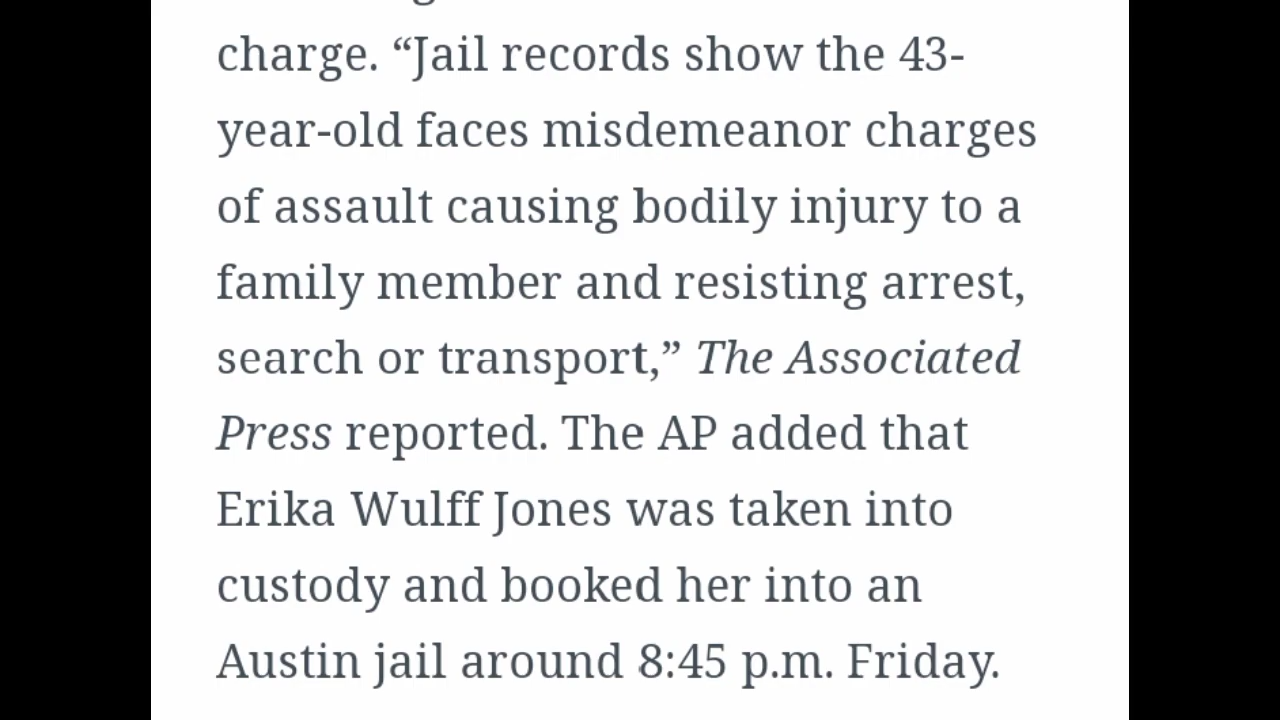 charge. “Jail records show the 43-
year-old faces misdemeanor charges
of assault causing bodily injury to a
family member and resisting arrest,
search or transport,” The Associated
Press reported. The AP added that
Erika Wulff Jones was taken into
custody and booked her into an
Austin jail around 8:45 p.m. Friday.